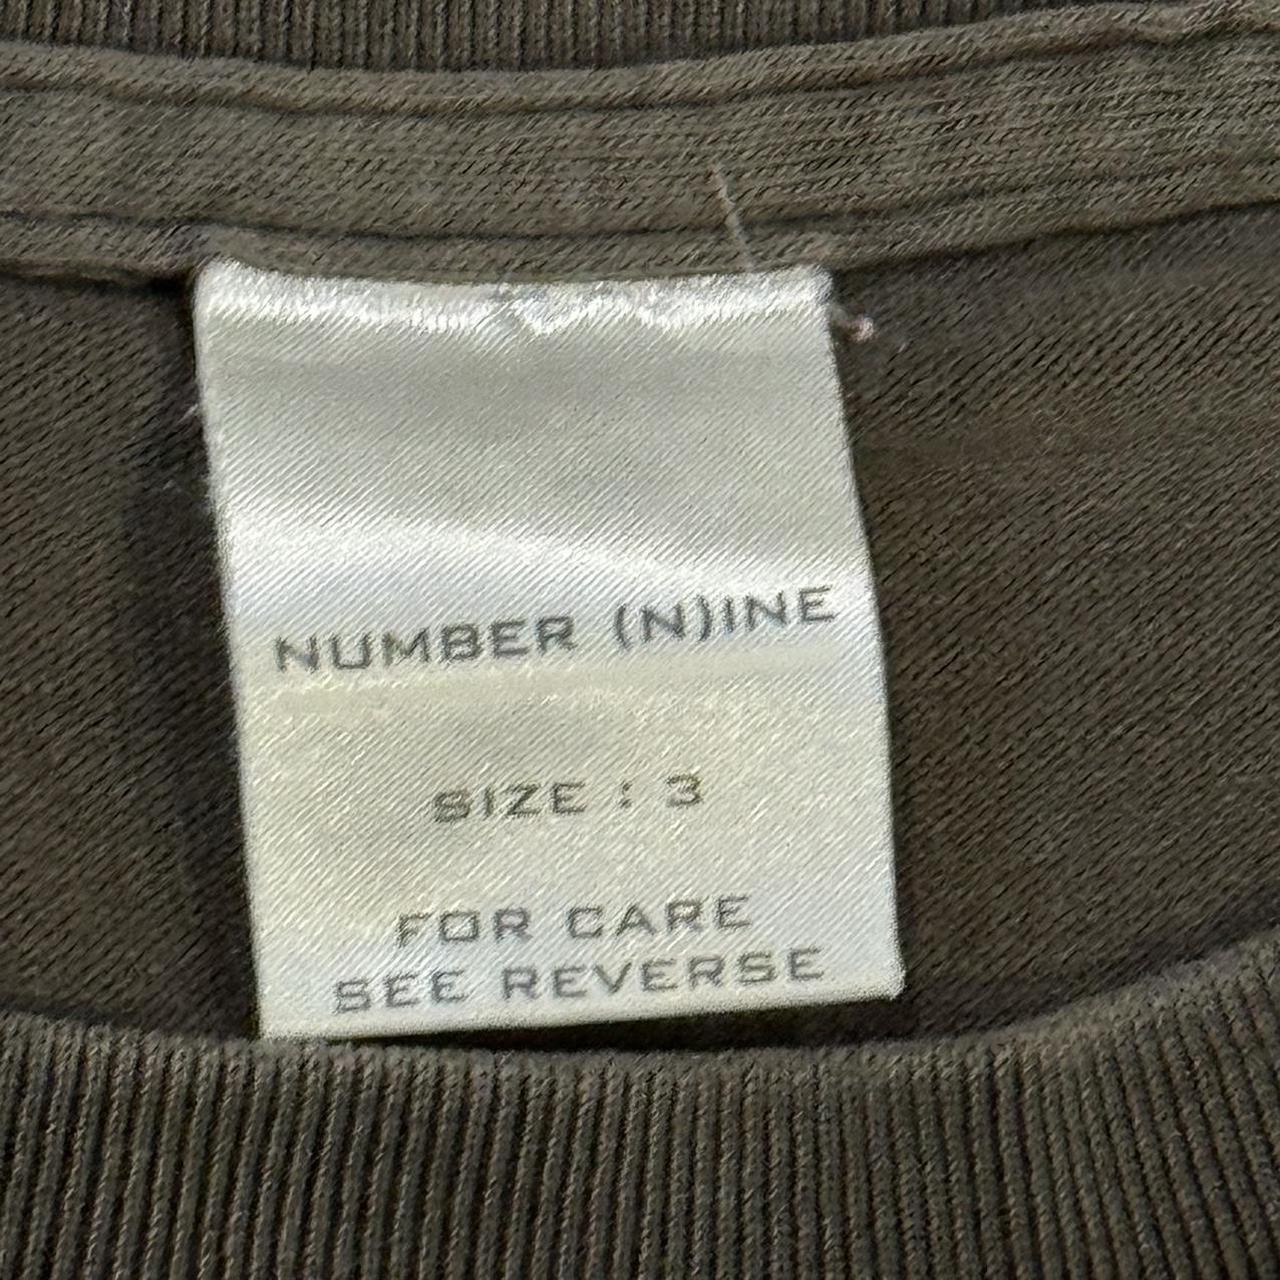 NUMBER (N)INE
SIZE : 3
FOR CARE
SEE REVERSE